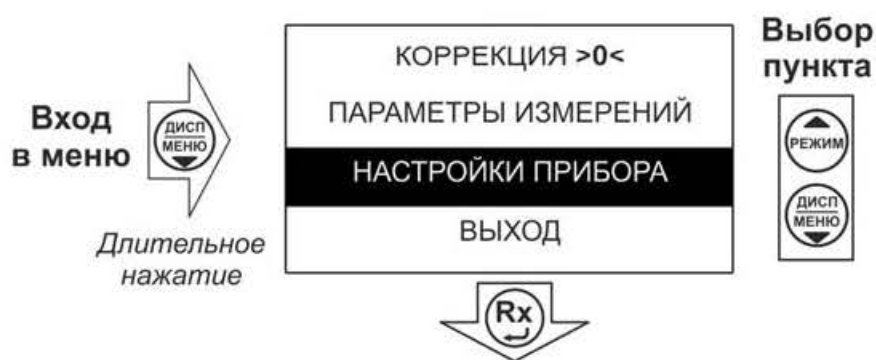 Вход
в меню
ДИСП
МЕНЮ
Длительное
нажатие
КОРРЕКЦИЯ >0<
ПАРАМЕТРЫ ИЗМЕРЕНИЙ
НАСТРОЙКИ ПРИБОРА
ВЫХОД
Выбор
пункта
РЕЖИМ
ДИСП
МЕНЮ
Rx